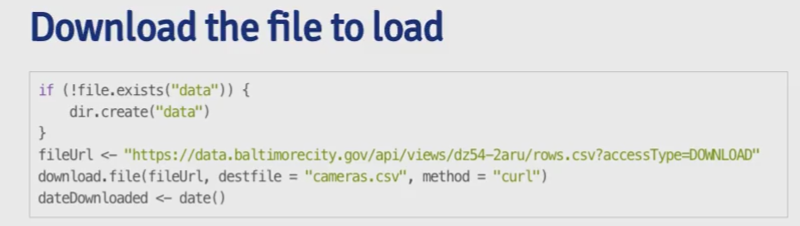 Download the file to load
if (!file.exists("data")) {
    dir.create("data")
}
fileUrl <- "https://data.baltimorecity.gov/api/views/dz54-2aru/rows.csv?accessType=DOWNLOAD"
download.file(fileUrl, destfile = "cameras.csv", method = "curl")
dateDownloaded <- date()